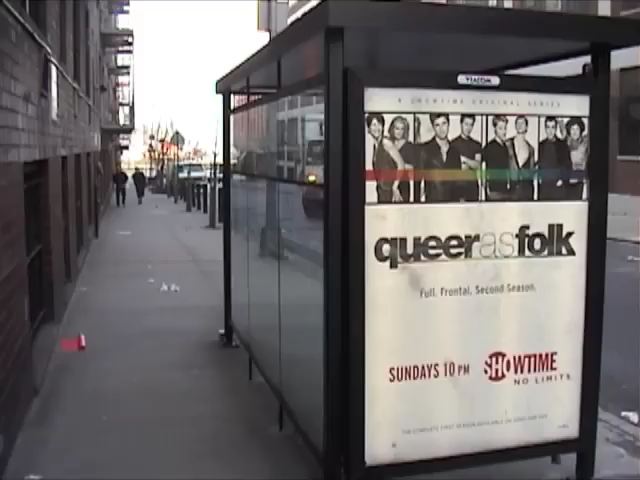 VIACOM
A SHOWTIME ORIGINAL SERIES
queerasfolk
Full. Frontal. Second Season.
SUNDAYS 10 PM SHOWTIME
NO LIMITS.